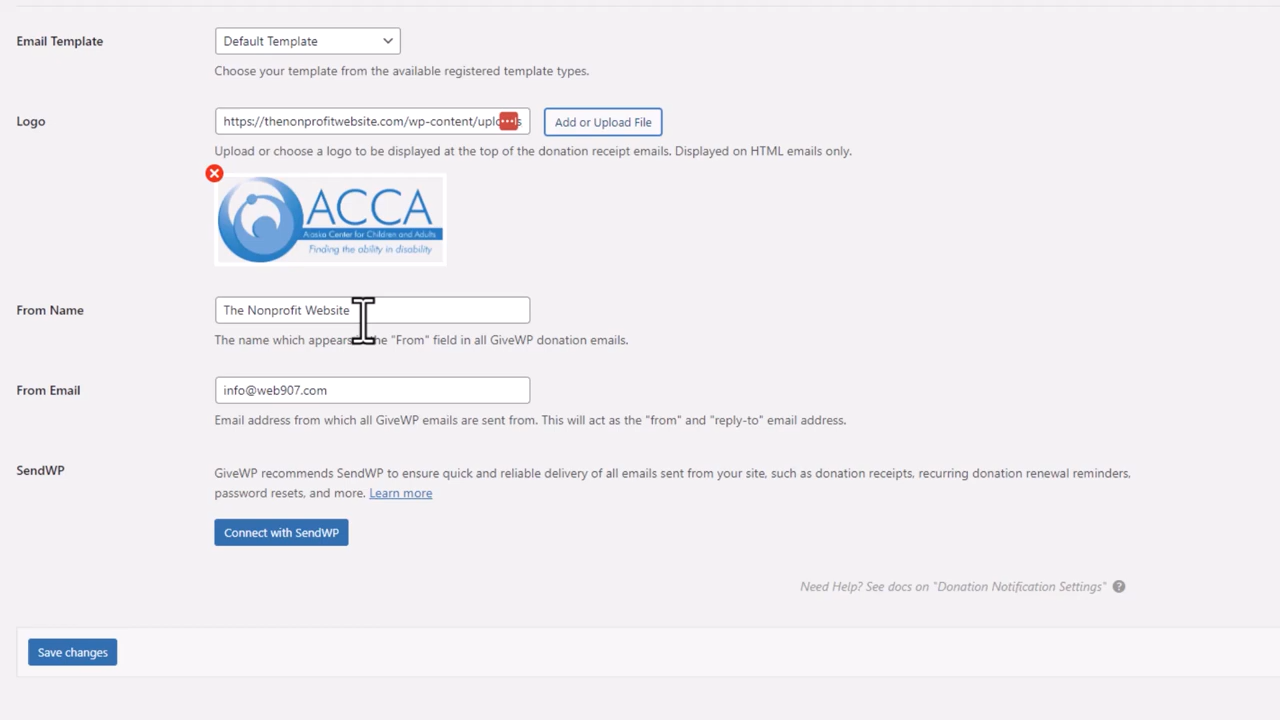 Email Template
Default Template
Choose your template from the available registered template types.
Logo
https://thenonprofitwebsite.com/wp-content/uplo s
Add or Upload File
Upload or choose a logo to be displayed at the top of the donation receipt emails. Displayed on HTML emails only.
ACCA
Alaska Center for Children and Adults
Finding the ability in disability
From Name
The Nonprofit Website
The name which appears the "From" field in all GiveWP donation emails.
From Email
info@web907.com
Email address from which all GiveWP emails are sent from. This will act as the "from" and "reply-to" email address.
SendWP
GiveWP recommends SendWP to ensure quick and reliable delivery of all emails sent from your site, such as donation receipts, recurring donation renewal reminders,
password resets, and more. Learn more
Connect with SendWP
Need Help? See docs on "Donation Notification Settings" ?
Save changes